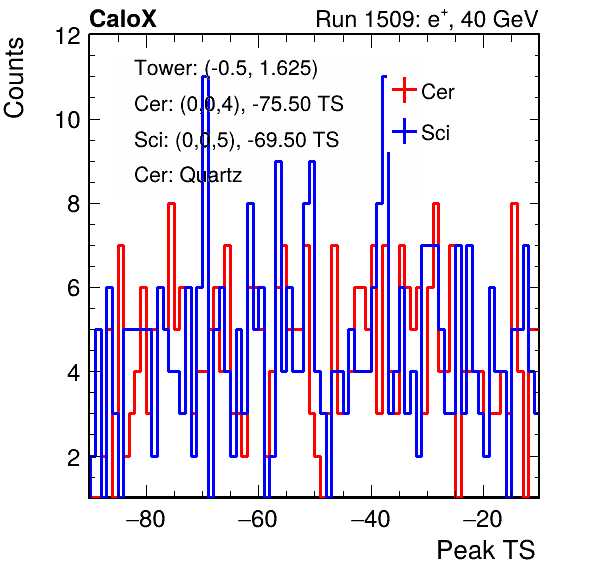 CaloX Run 1509: e+, 40 GeV
Counts
12
10
8
6
4
2
Tower: (-0.5, 1.625)
Cer: (0,0,4), -75.50 TS
Sci: (0,0,5), -69.50 TS
Cer: Quartz
Cer
Sci
−80 −60 −40 −20
Peak TS